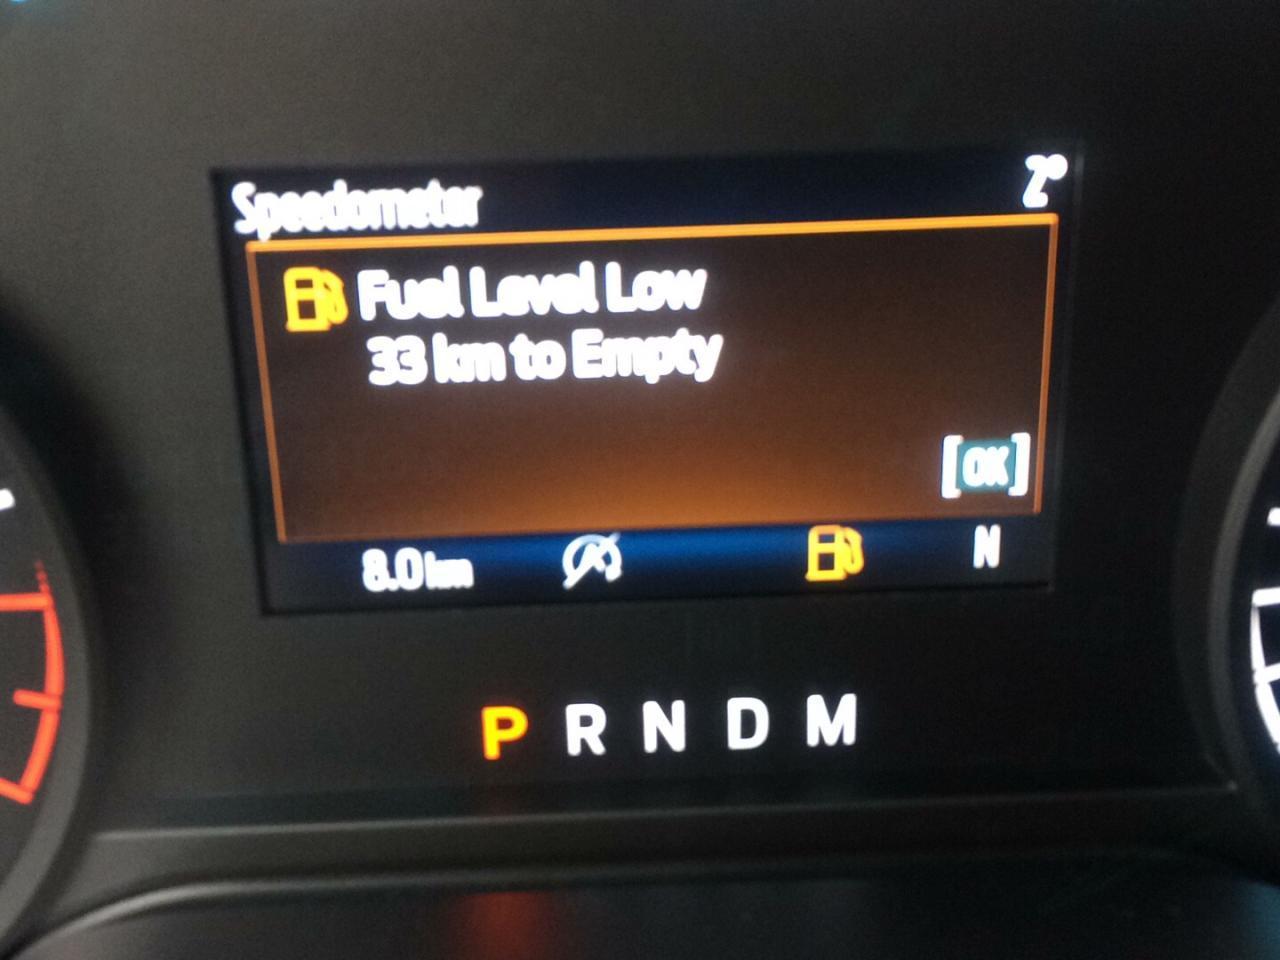 Speedometer 2°
Fuel Level Low
33 km to Empty
[OK]
8.0 km N
P R N D M